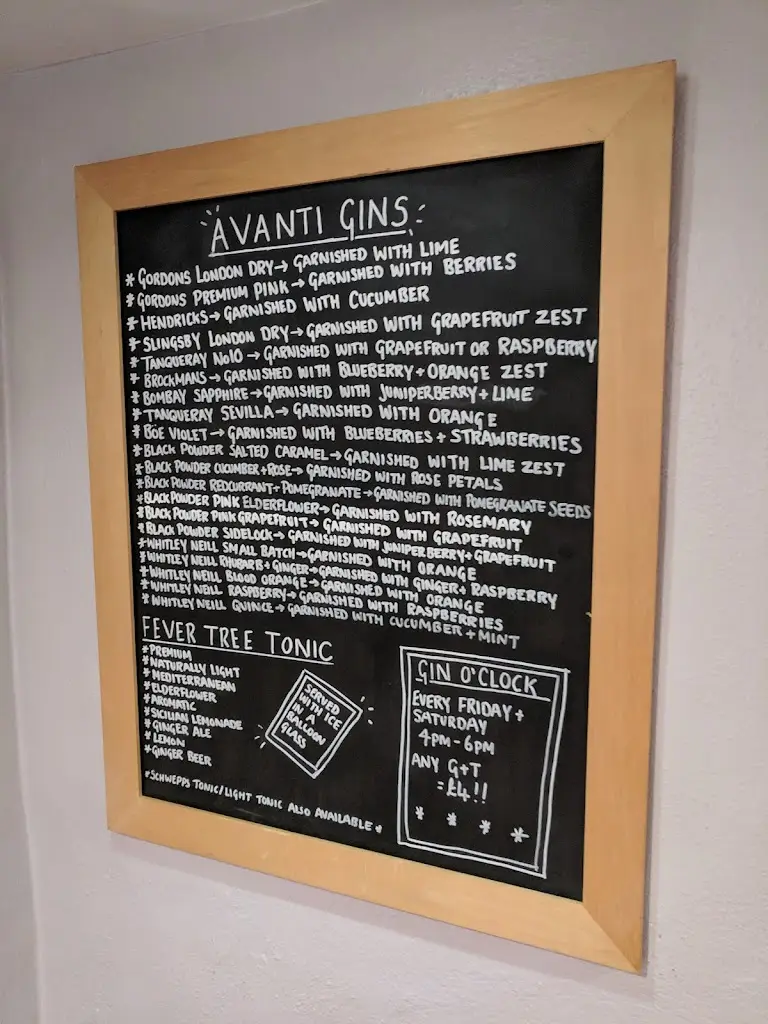 AVANTI GINS
* GORDONS LONDON DRY → GARNISHED WITH LIME
* GORDONS PREMIUM PINK → GARNISHED WITH BERRIES
* HENDRICKS → GARNISHED WITH CUCUMBER
* SLINGSBY LONDON DRY → GARNISHED WITH GRAPEFRUIT ZEST
* TANQUERAY No10 → GARNISHED WITH GRAPEFRUIT OR RASPBERRY
* BROCKMANS → GARNISHED WITH BLUEBERRY + ORANGE ZEST
* BOMBAY SAPPHIRE → GARNISHED WITH JUNIPERBERRY + LIME
* TANQUERAY SEVILLA → GARNISHED WITH ORANGE
* BOË VIOLET → GARNISHED WITH BLUEBERRIES + STRAWBERRIES
* BLACK POWDER SALTED CARAMEL → GARNISHED WITH LIME ZEST
* BLACK POWDER CUCUMBER + ROSE → GARNISHED WITH ROSE PETALS
* BLACK POWDER REDCURRANT + POMEGRANATE → GARNISHED WITH POMEGRANATE SEEDS
* BLACK POWDER PINK ELDERFLOWER → GARNISHED WITH ROSEMARY
* BLACK POWDER PINK GRAPEFRUIT → GARNISHED WITH GRAPEFRUIT
* BLACK POWDER SIDELOCK → GARNISHED WITH JUNIPERBERRY + GRAPEFRUIT
* WHITLEY NEILL SMALL BATCH → GARNISHED WITH ORANGE
* WHITLEY NEILL RHUBARB + GINGER → GARNISHED WITH GINGER + RASPBERRY
* WHITLEY NEILL BLOOD ORANGE → GARNISHED WITH ORANGE
* WHITLEY NEILL RASPBERRY → GARNISHED WITH RASPBERRIES
* WHITLEY NEILL QUINCE → GARNISHED WITH CUCUMBER + MINT
FEVER TREE TONIC
* PREMIUM
* NATURALLY LIGHT
* MEDITERRANEAN
* ELDERFLOWER
* AROMATIC
* SICILIAN LEMONADE
* GINGER ALE
* LEMON
* GINGER BEER
SERVED
WITH ICE
IN A
BALLOON
GLASS
* SCHWEPPS TONIC/LIGHT TONIC ALSO AVAILABLE *
GIN O'CLOCK
EVERY FRIDAY +
SATURDAY
4PM - 6PM
ANY G+T
= £4!!
* * * *